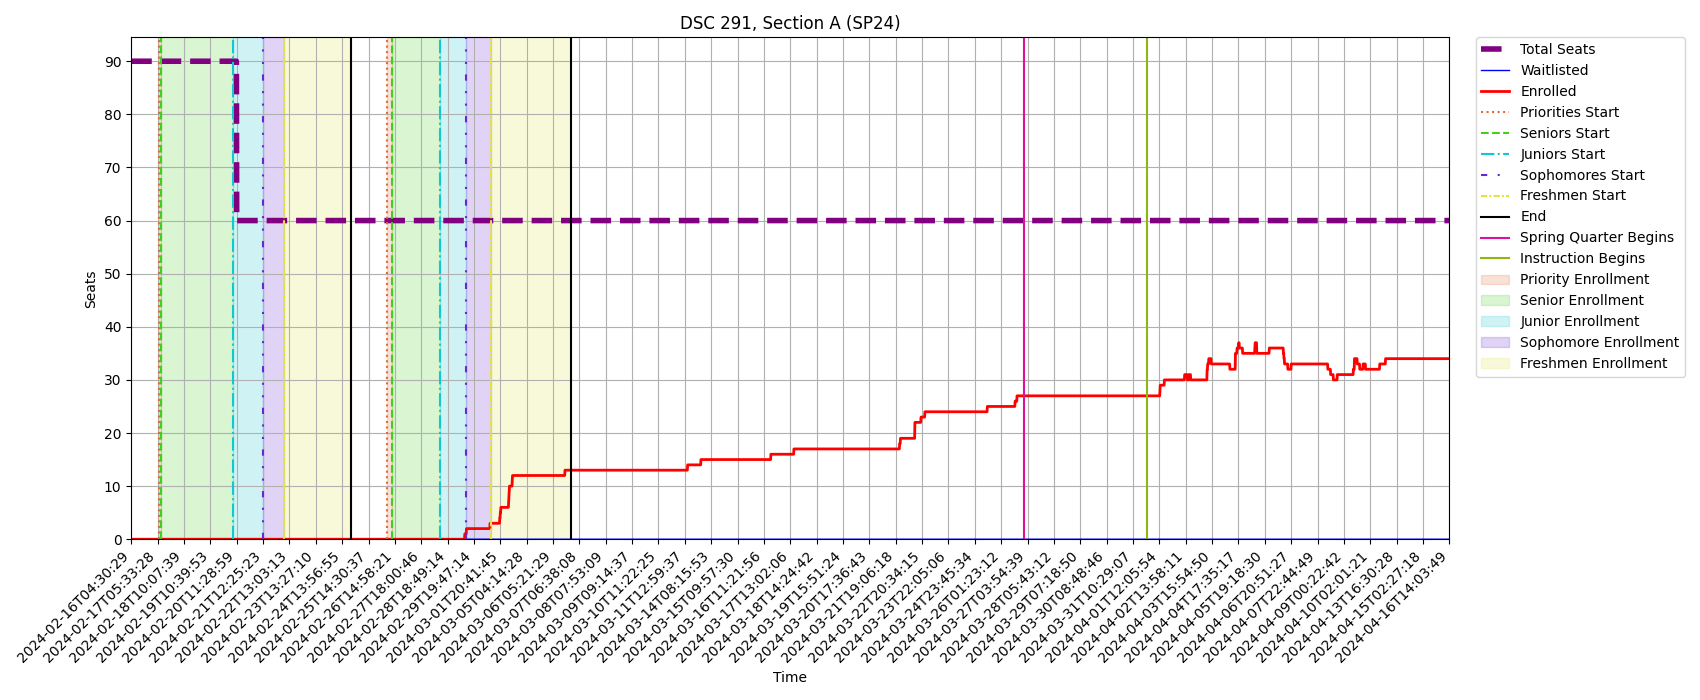 DSC 291, Section A (SP24)
Seats
90
80
70
60
50
40
30
20
10
0
2024-02-16T04:30:29
2024-02-17T05:33:28
2024-02-18T10:07:39
2024-02-19T10:39:53
2024-02-20T11:28:59
2024-02-21T12:25:23
2024-02-22T13:03:13
2024-02-23T13:27:10
2024-02-24T13:56:55
2024-02-25T14:30:37
2024-02-26T14:58:21
2024-02-27T18:00:46
2024-02-28T18:49:14
2024-02-29T19:47:14
2024-03-01T20:41:45
2024-03-05T04:14:28
2024-03-06T05:21:29
2024-03-07T06:38:08
2024-03-08T07:53:09
2024-03-09T09:14:37
2024-03-10T11:22:25
2024-03-11T12:59:37
2024-03-14T08:15:53
2024-03-15T09:57:30
2024-03-16T11:21:56
2024-03-17T13:02:06
2024-03-18T14:24:42
2024-03-19T15:51:24
2024-03-20T17:36:43
2024-03-21T19:06:18
2024-03-22T20:34:15
2024-03-23T22:05:06
2024-03-24T23:45:34
2024-03-26T01:23:12
2024-03-27T03:54:39
2024-03-28T05:43:12
2024-03-29T07:18:50
2024-03-30T08:48:46
2024-03-31T10:29:07
2024-04-01T12:05:54
2024-04-02T13:58:11
2024-04-03T15:54:50
2024-04-04T17:35:17
2024-04-05T19:18:30
2024-04-06T20:51:27
2024-04-07T22:44:49
2024-04-09T00:22:42
2024-04-10T02:01:21
2024-04-13T16:30:28
2024-04-15T02:27:18
2024-04-16T14:03:49
Time
Total Seats
Waitlisted
Enrolled
Priorities Start
Seniors Start
Juniors Start
Sophomores Start
Freshmen Start
End
Spring Quarter Begins
Instruction Begins
Priority Enrollment
Senior Enrollment
Junior Enrollment
Sophomore Enrollment
Freshmen Enrollment